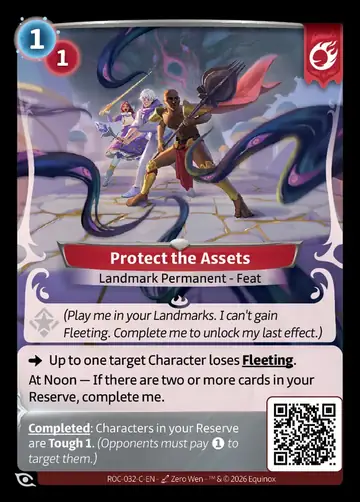 1
1
Protect the Assets
Landmark Permanent - Feat
(Play me in your Landmarks. I can't gain
Fleeting. Complete me to unlock my last effect.)
➔ Up to one target Character loses Fleeting.
At Noon — If there are two or more cards in your
Reserve, complete me.
Completed: Characters in your Reserve
are Tough 1. (Opponents must pay 1 to
target them.)
ROC-032-C-EN - Zero Wen - ™ & © 2026 Equinox